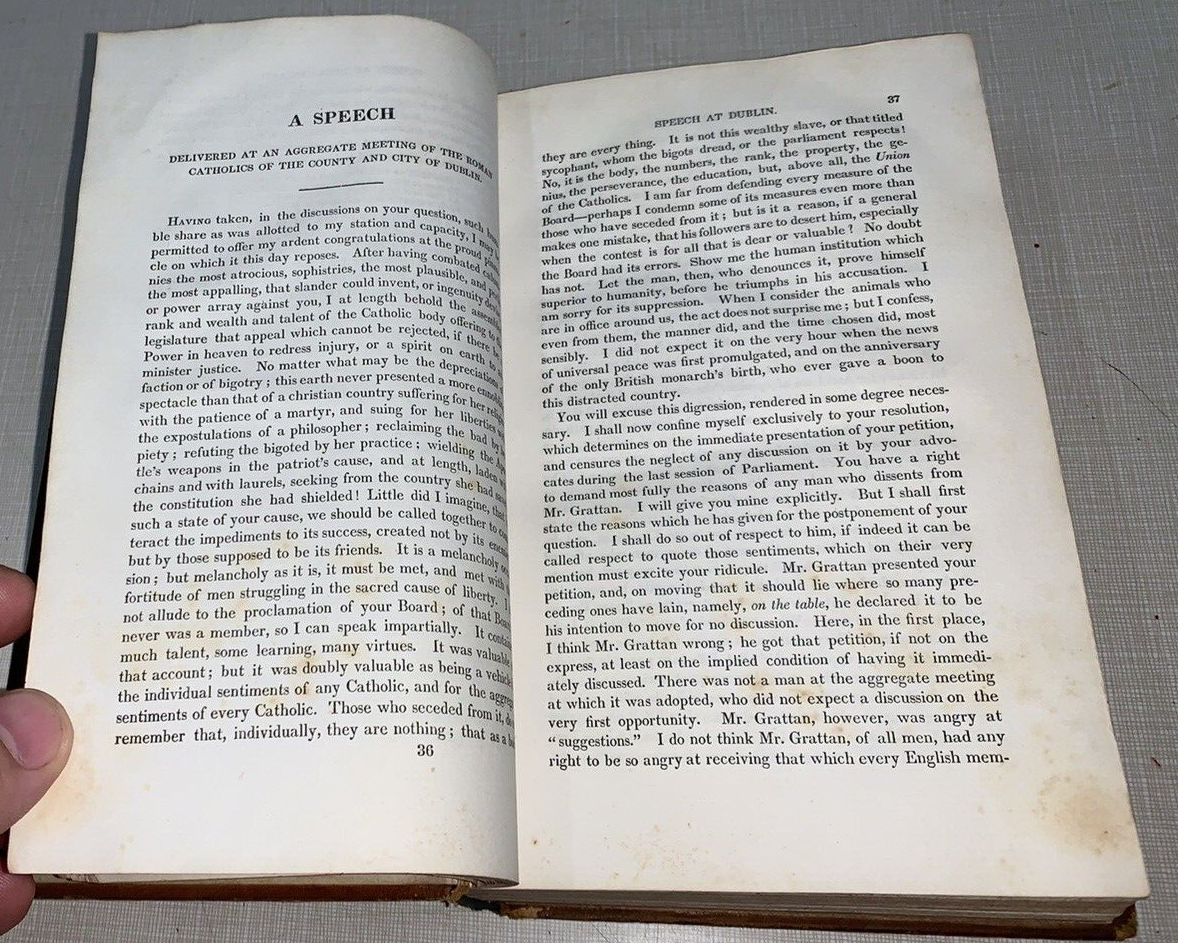 A SPEECH
DELIVERED AT AN AGGREGATE MEETING OF THE ROMAN
CATHOLICS OF THE COUNTY AND CITY OF DUBLIN.
HAVING taken, in the discussions on your question, such
ble share as was allotted to my station and capacity, I may
permitted to offer my ardent congratulations at the proud
cle on which it this day reposes. After having combated
nies the most atrocious, sophistries, the most plausible, and
the most appalling, that slander could invent, or ingenuity
or power array against you, I at length behold the
rank and wealth and talent of the Catholic body offering to
legislature that appeal which cannot be rejected, if there be
Power in heaven to redress injury, or a spirit on earth to
minister justice. No matter what may be the depreciations
faction or of bigotry; this earth never presented a more
spectacle than that of a christian country suffering for her
with the patience of a martyr, and suing for her liberties
the expostulations of a philosopher; reclaiming the bad by
piety; refuting the bigoted by her practice; wielding the
tle's weapons in the patriot's cause, and at length, laden
chains and with laurels, seeking from the country she had
the constitution she had shielded! Little did I imagine, that
such a state of your cause, we should be called together to
teract the impediments to its success, created not by its
but by those supposed to be its friends. It is a melancholy
sion; but melancholy as it is, it must be met, and met with
fortitude of men struggling in the sacred cause of liberty. I
not allude to the proclamation of your Board; of that
never was a member, so I can speak impartially. It
much talent, some learning, many virtues. It was valuable
that account; but it was doubly valuable as being a
the individual sentiments of any Catholic, and for the
sentiments of every Catholic. Those who seceded from it,
remember that, individually, they are nothing; that as a
36
SPEECH AT DUBLIN.
37
they are every thing. It is not this wealthy slave, or that titled
sycophant, whom the bigots dread, or the parliament respects!
No, it is the body, the numbers, the rank, the property, the ge-
nius, the perseverance, the education, but, above all, the Union
of the Catholics. I am far from defending every measure of the
Board—perhaps I condemn some of its measures even more than
those who have seceded from it; but is it a reason, if a general
makes one mistake, that his followers are to desert him, especially
when the contest is for all that is dear or valuable? No doubt
the Board had its errors. Show me the human institution which
has not. Let the man, then, who denounces it, prove himself
superior to humanity, before he triumphs in his accusation. I
am sorry for its suppression. When I consider the animals who
are in office around us, the act does not surprise me; but I confess,
even from them, the manner did, and the time chosen did, most
sensibly. I did not expect it on the very hour when the news
of universal peace was first promulgated, and on the anniversary
of the only British monarch's birth, who ever gave a boon to
this distracted country.
You will excuse this digression, rendered in some degree neces-
sary. I shall now confine myself exclusively to your resolution,
which determines on the immediate presentation of your petition,
and censures the neglect of any discussion on it by your advo-
cates during the last session of Parliament. You have a right
to demand most fully the reasons of any man who dissents from
Mr. Grattan. I will give you mine explicitly. But I shall first
state the reasons which he has given for the postponement of your
question. I shall do so out of respect to him, if indeed it can be
called respect to quote those sentiments, which on their very
mention must excite your ridicule. Mr. Grattan presented your
petition, and, on moving that it should lie where so many pre-
ceding ones have lain, namely, on the table, he declared it to be
his intention to move for no discussion. Here, in the first place,
I think Mr. Grattan wrong; he got that petition, if not on the
express, at least on the implied condition of having it immedi-
ately discussed. There was not a man at the aggregate meeting
at which it was adopted, who did not expect a discussion on the
very first opportunity. Mr. Grattan, however, was angry at
"suggestions." I do not think Mr. Grattan, of all men, had any
right to be so angry at receiving that which every English mem-